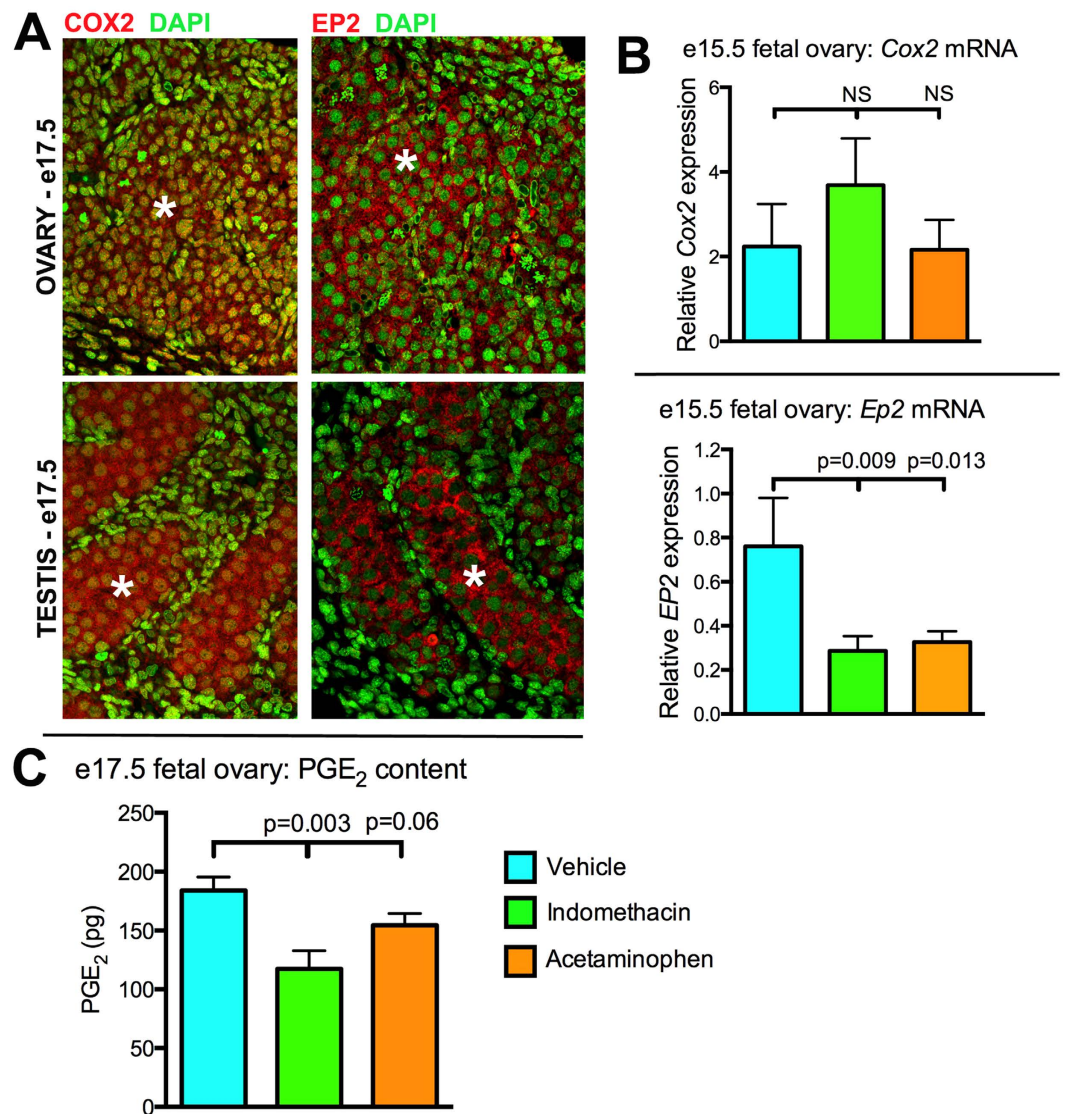 A
COX2 DAPI
EP2 DAPI
OVARY - e17.5
* *
TESTIS - e17.5
* *
B
e15.5 fetal ovary: Cox2 mRNA
Relative Cox2 expression
6
4
2
0
NS NS
e15.5 fetal ovary: Ep2 mRNA
Relative EP2 expression
1.2
1.0
0.8
0.6
0.4
0.2
0.0
p=0.009 p=0.013
C
e17.5 fetal ovary: PGE2 content
PGE2 (pg)
250
200
150
100
50
0
p=0.003 p=0.06
Vehicle
Indomethacin
Acetaminophen